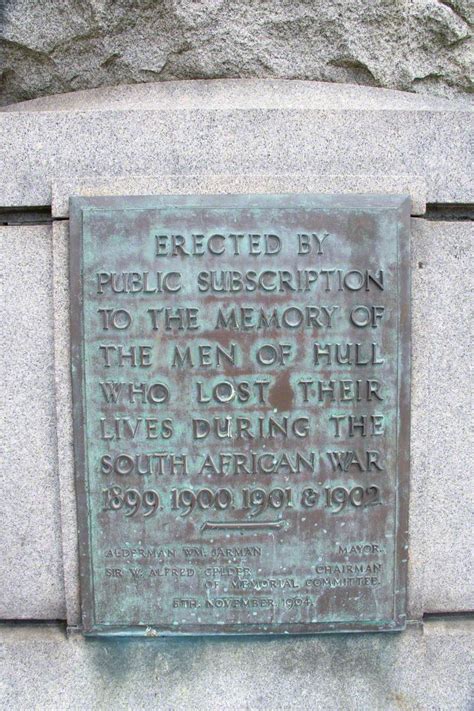 ERECTED BY
PUBLIC SUBSCRIPTION
TO THE MEMORY OF
THE MEN OF HULL
WHO LOST THEIR
LIVES DURING THE
SOUTH AFRICAN WAR
1899. 1900. 1901 & 1902.
ALDERMAN WM. JARMAN MAYOR.
SIR W. ALFRED GELDER CHAIRMAN
OF MEMORIAL COMMITTEE.
5TH. NOVEMBER. 1904.